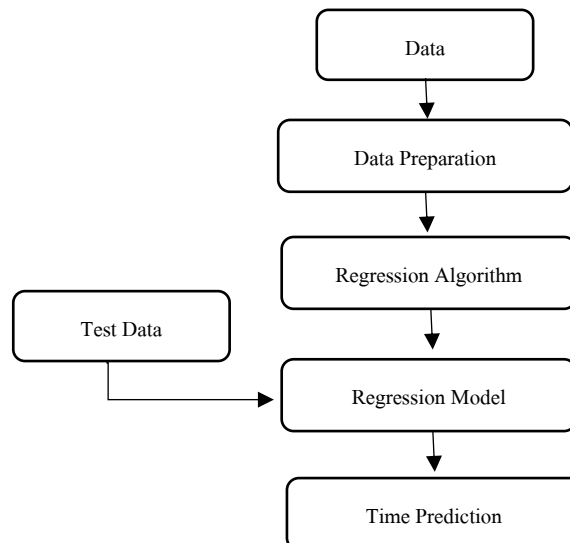 Data
Data Preparation
Regression Algorithm
Test Data
Regression Model
Time Prediction